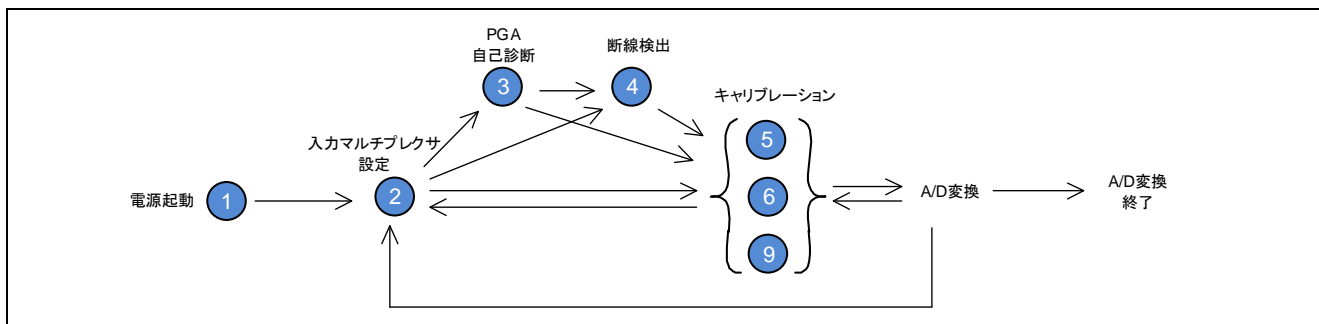 PGA
自己診断
3
断線検出
4
キャリブレーション
5
入力マルチプレクサ
設定
電源起動
1
2
6
A/D変換
A/D変換
終了
9